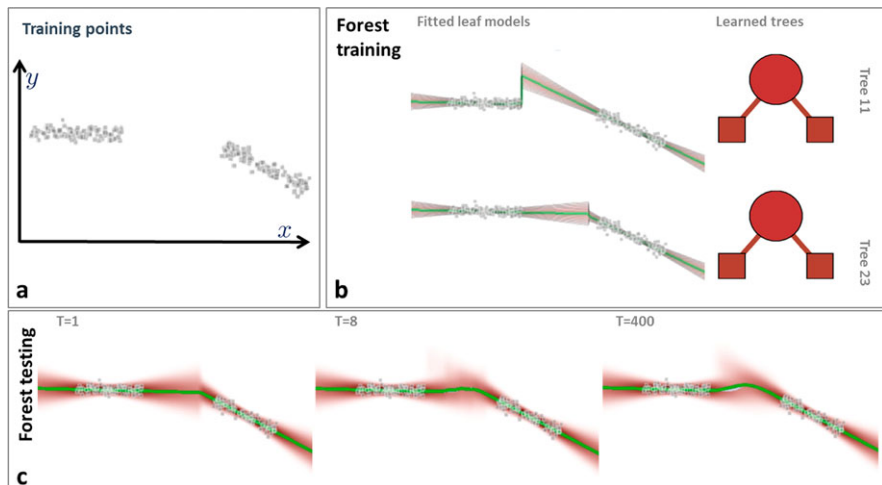 Training points
y
x
a
Forest
training
Fitted leaf models
Learned trees
Tree 11
Tree 23
b
Forest testing
T=1
T=8
T=400
c